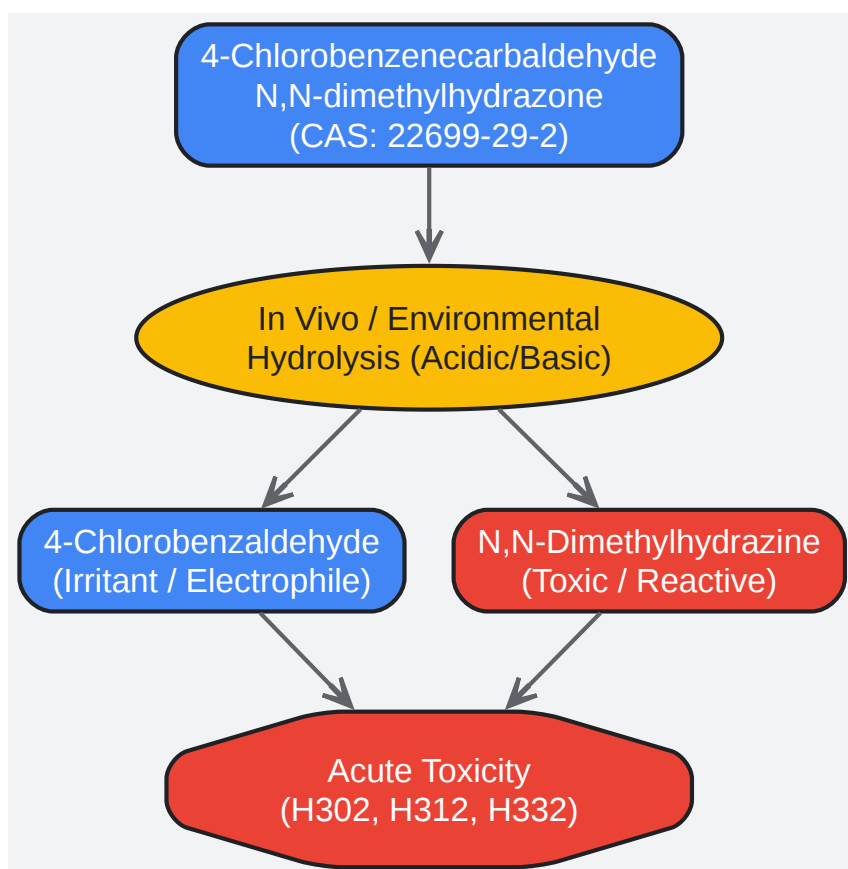 4-Chlorobenzenecarbaldehyde
N,N-dimethylhydrazone
(CAS: 22699-29-2)
In Vivo / Environmental
Hydrolysis (Acidic/Basic)
4-Chlorobenzaldehyde
(Irritant / Electrophile)
N,N-Dimethylhydrazine
(Toxic / Reactive)
Acute Toxicity
(H302, H312, H332)